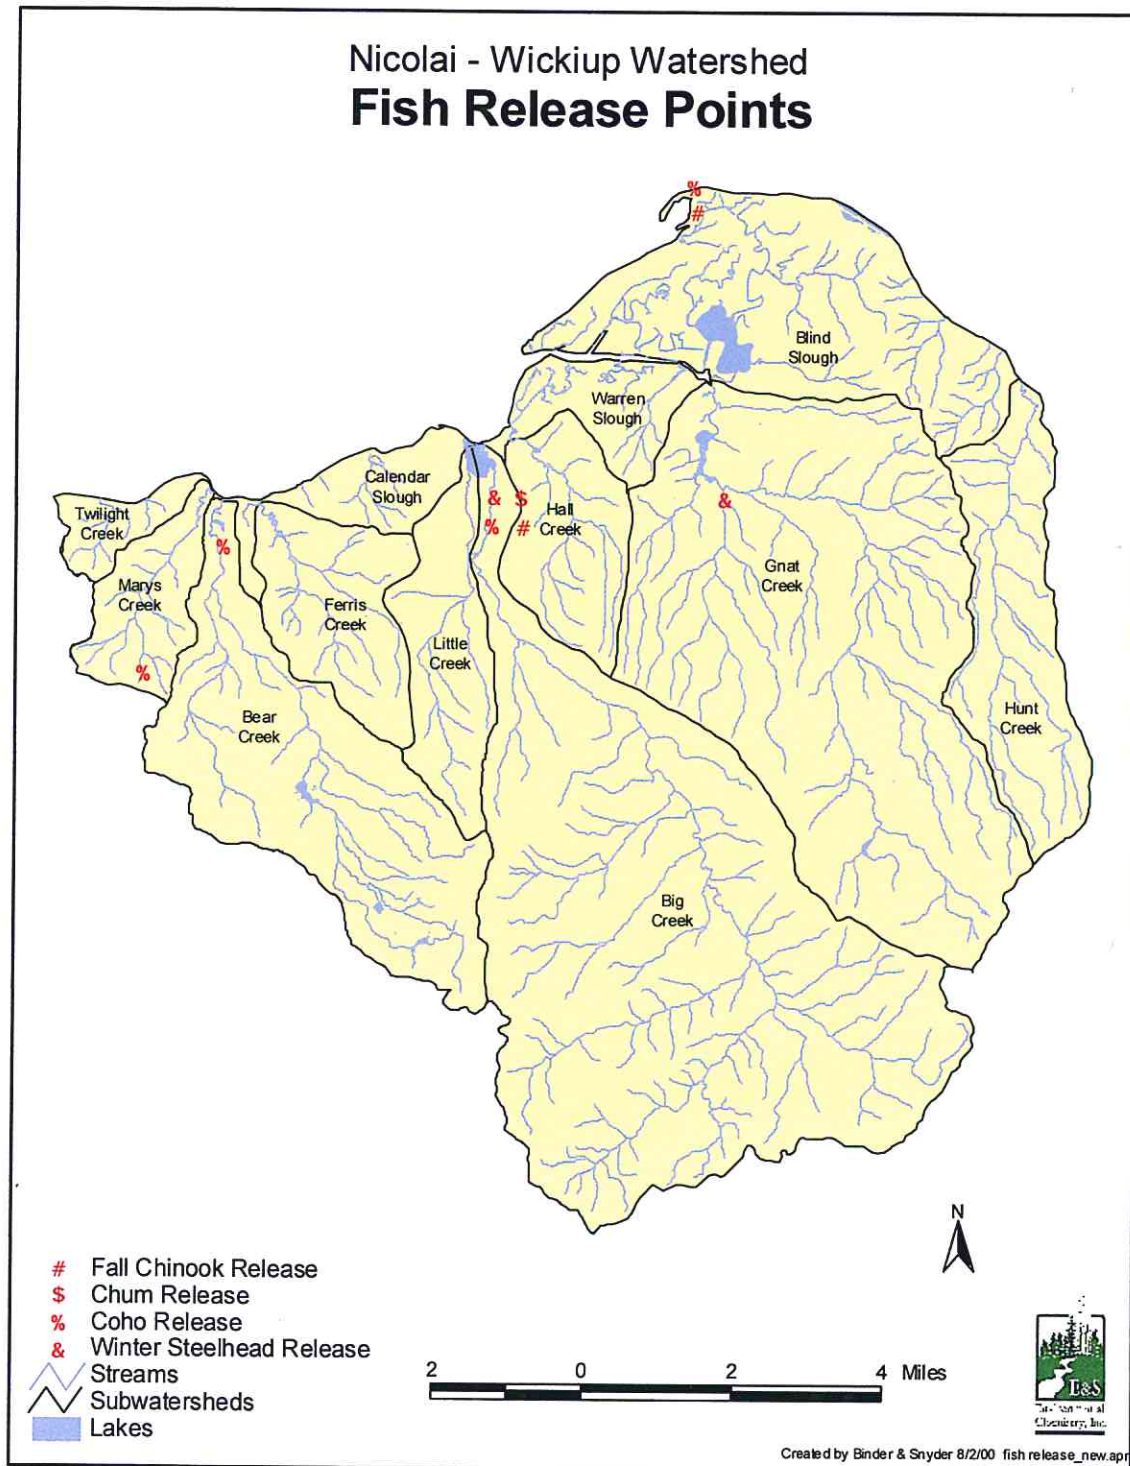 Nicolai - Wickiup Watershed
Fish Release Points
%
#
Blind
Slough
Warren
Slough
Calendar
Slough
& $
% #
Hall
Creek
&
Twilight
Creek
%
Marys
Creek
Ferris
Creek
Gnat
Creek
Little
Creek
%
Bear
Creek
Hunt
Creek
Big
Creek
N
# Fall Chinook Release
$ Chum Release
% Coho Release
& Winter Steelhead Release
Streams
Subwatersheds
Lakes
2 0 2 4 Miles
E&S
Chemistry, Inc.
Created by Binder & Snyder 8/2/00 fish release_new.apr